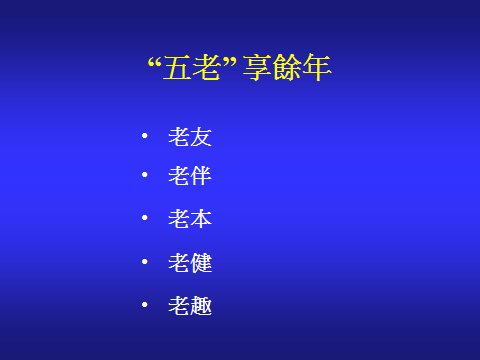 “五老” 享餘年
• 老友
• 老伴
• 老本
• 老健
• 老趣